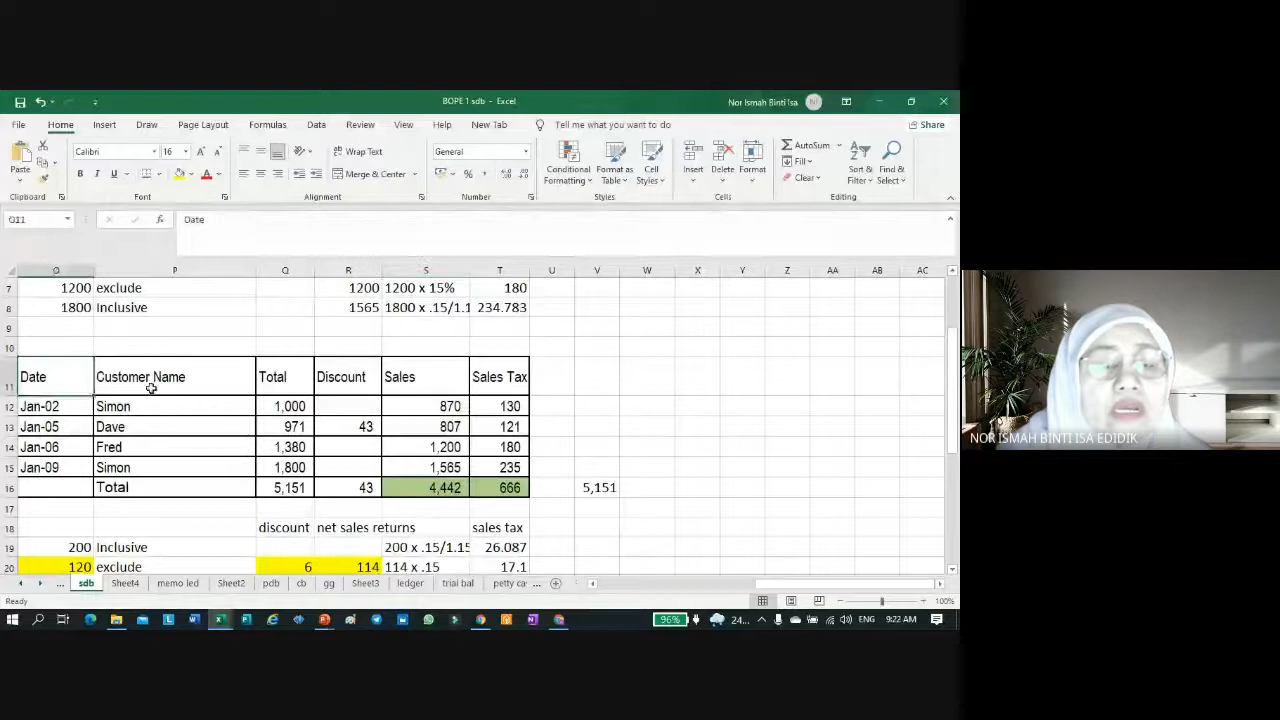 BOPE 1 sdb - Excel
Nor Ismah Binti Isa
NI
File Home Insert Draw Page Layout Formulas Data Review View Help New Tab Tell me what you want to do Share
Paste
Calibri 16 A A
B I U
Wrap Text
Merge & Center
General
% ,
Conditional Formatting
Format as Table
Cell Styles
Insert Delete Format
AutoSum
Fill
Clear
Sort & Filter
Find & Select
Clipboard Font Alignment Number Styles Cells Editing
O11 fx Date
O P Q R S T U V W X Y Z AA AB AC
7 1200 exclude 1200 1200 x 15% 180
8 1800 Inclusive 1565 1800 x .15/1.1 234.783
9
10
11 Date Customer Name Total Discount Sales Sales Tax
12 Jan-02 Simon 1,000 870 130
13 Jan-05 Dave 971 43 807 121
14 Jan-06 Fred 1,380 1,200 180
15 Jan-09 Simon 1,800 1,565 235
16 Total 5,151 43 4,442 666 5,151
17
18 discount net sales returns sales tax
19 200 Inclusive 200 x .15/1.15 26.087
20 120 exclude 6 114 114 x .15 17.1
... sdb Sheet4 memo led Sheet2 pdb cb gg Sheet3 ledger trial bal petty ca ...
Ready 100%
96% 24... ENG 9:22 AM
NOR ISMAH BINTI ISA EDIDIK